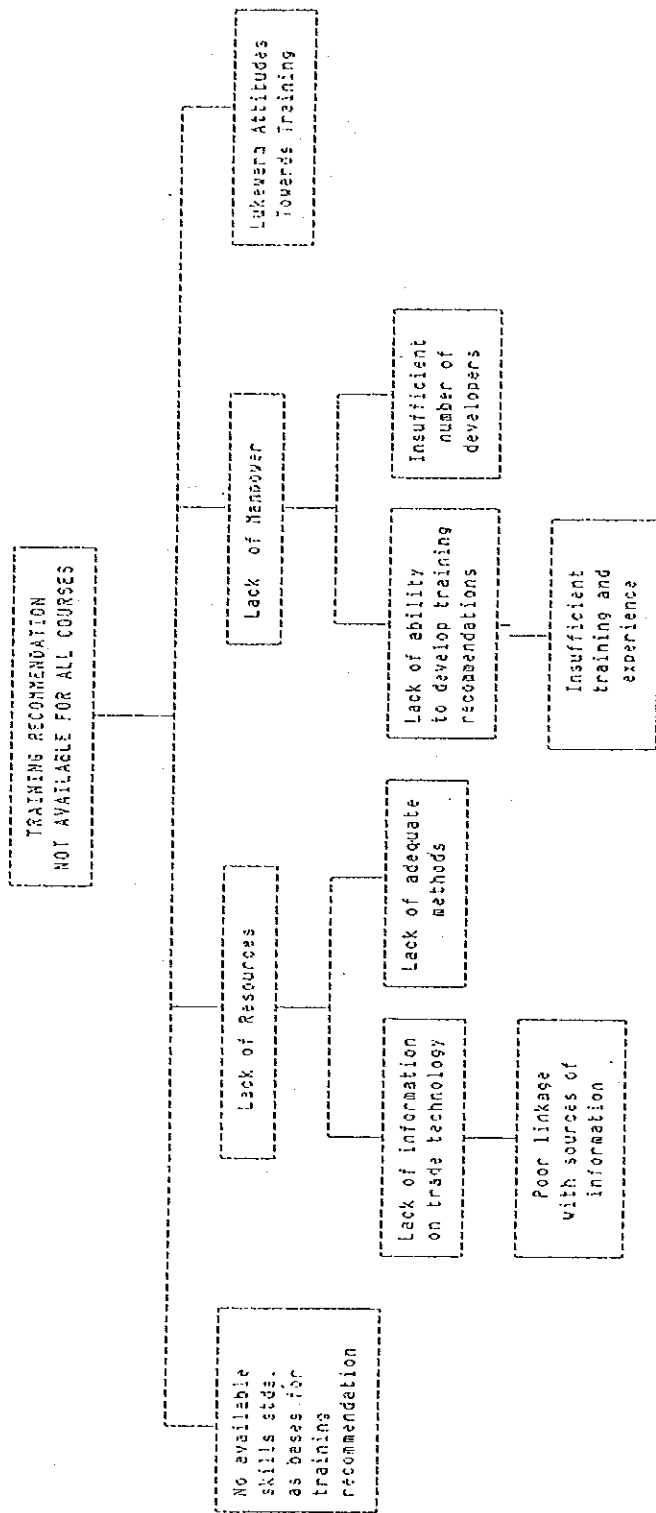 TRAINING RECOMMENDATION
NOT AVAILABLE FOR ALL COURSES
No available
skills stds.
as bases for
training
recommendation
Lack of Resources
Lack of Manpower
Lukewarm Attitudes
Towards Training
Lack of information
on trade technology
Lack of adequate
methods
Lack of ability
to develop training
recommendations
Insufficient
number of
developers
Poor linkage
with sources of
information
Insufficient
training and
experience